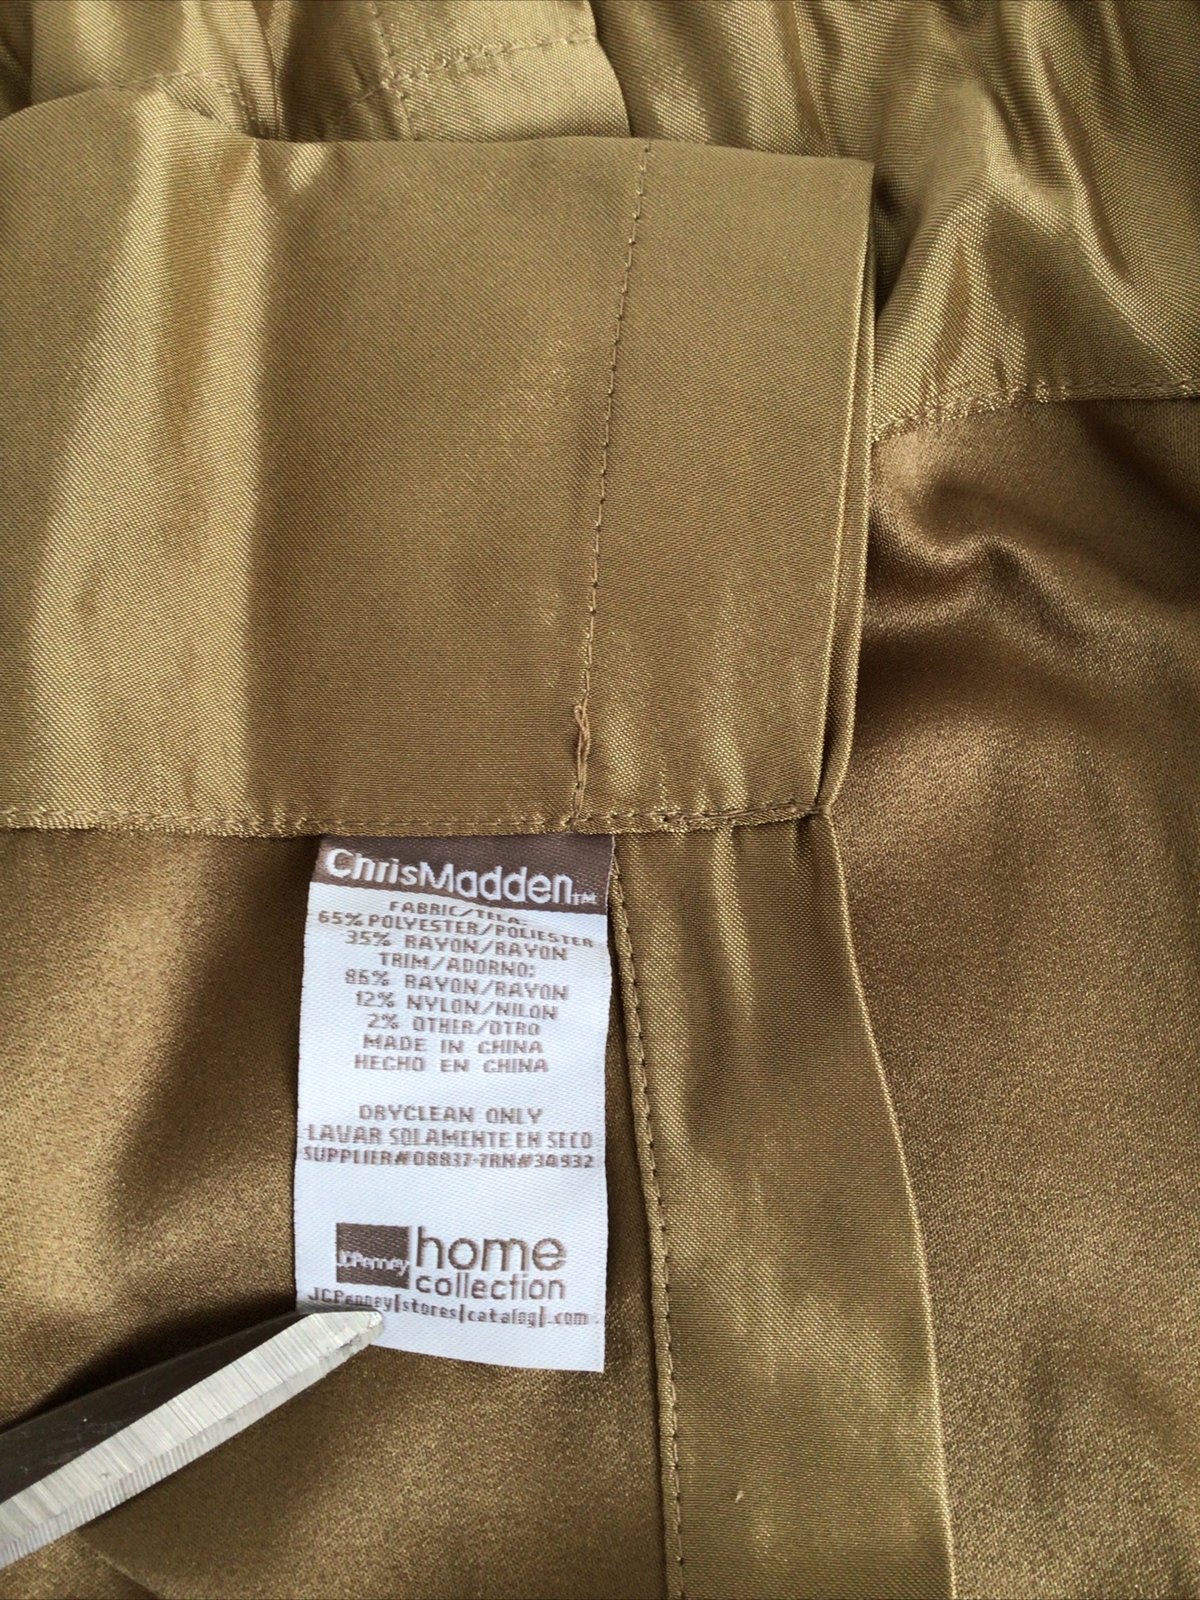 ChrisMadden™
FABRIC/TELA:
65% POLYESTER/POLIESTER
35% RAYON/RAYON
TRIM/ADORNO:
86% RAYON/RAYON
12% NYLON/NILON
2% OTHER/OTRO
MADE IN CHINA
HECHO EN CHINA
DRYCLEAN ONLY
LAVAR SOLAMENTE EN SECO
SUPPLIER#08837-7RN#34932
JCPenney home
collection
JCPenney|stores|catalog|.com